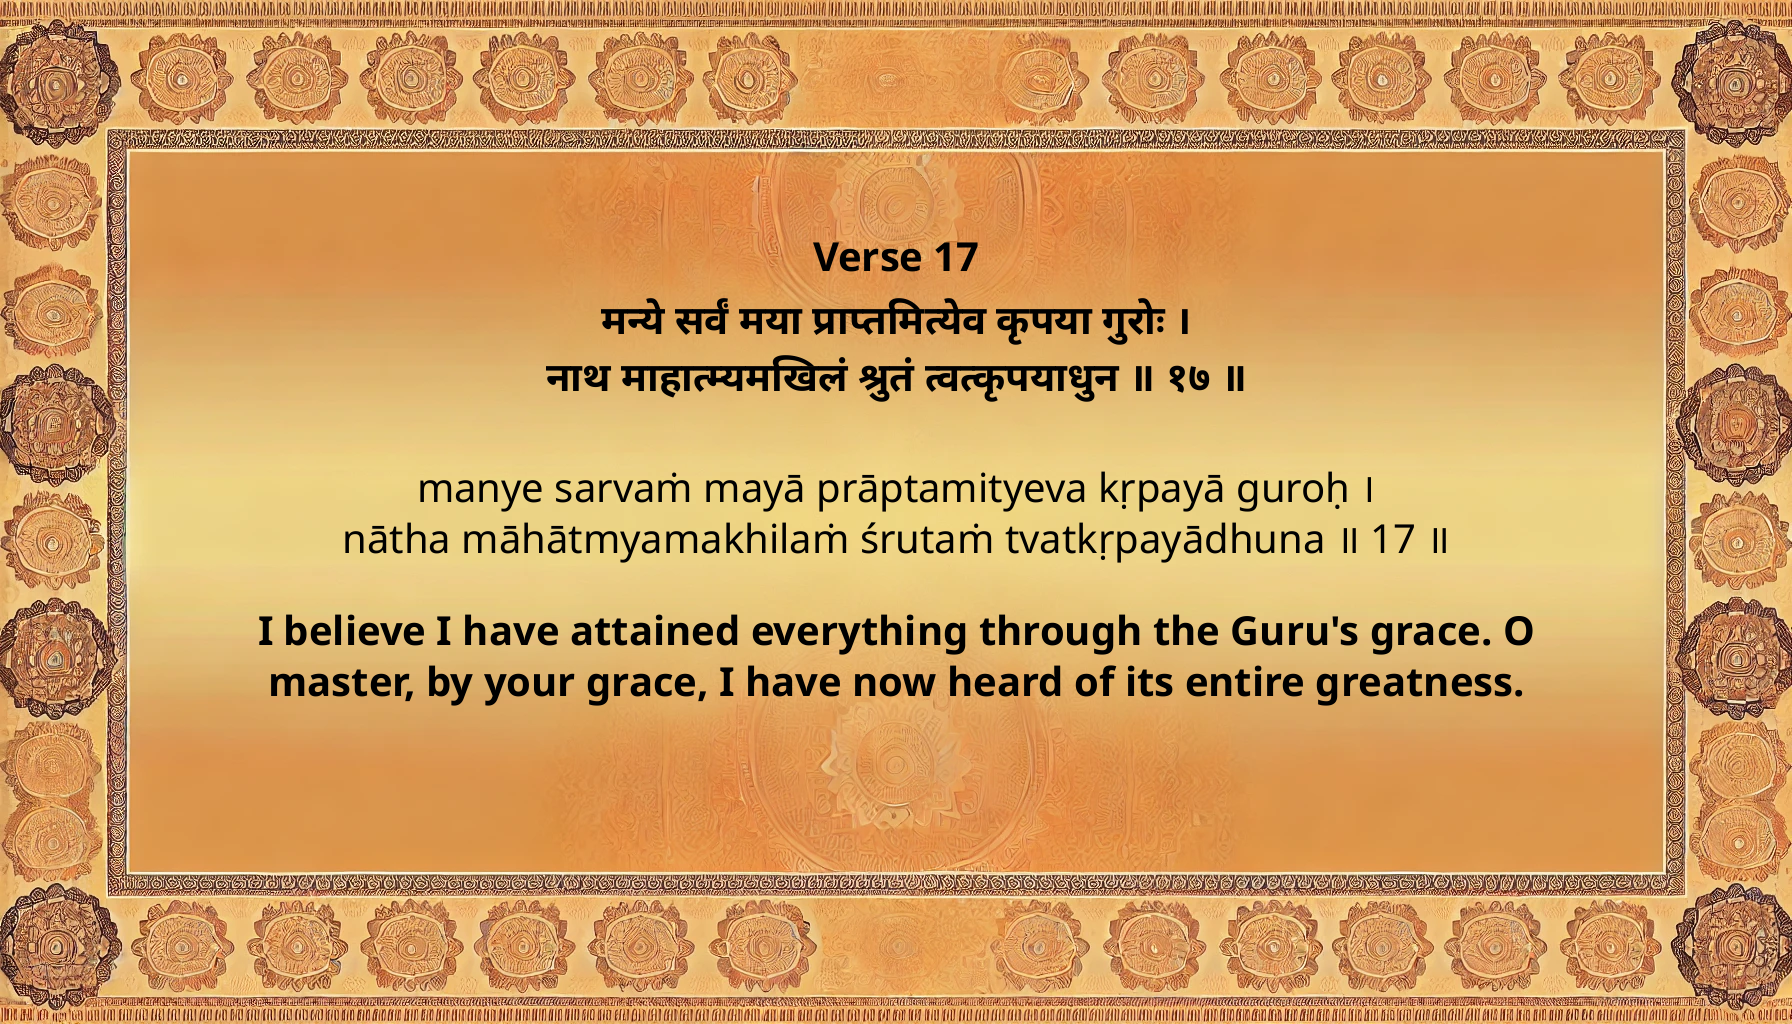 Verse 17
मन्ये सर्वं मया प्राप्तमित्येव कृपया गुरोः ।
नाथ माहात्म्यमखिलं श्रुतं त्वत्कृपयाधुन ॥ १७ ॥
manye sarvaṁ mayā prāptamityeva kṛpayā guroḥ ।
nātha māhātmyamakhilaṁ śrutaṁ tvatkṛpayādhuna ॥ 17 ॥
I believe I have attained everything through the Guru's grace. O
master, by your grace, I have now heard of its entire greatness.